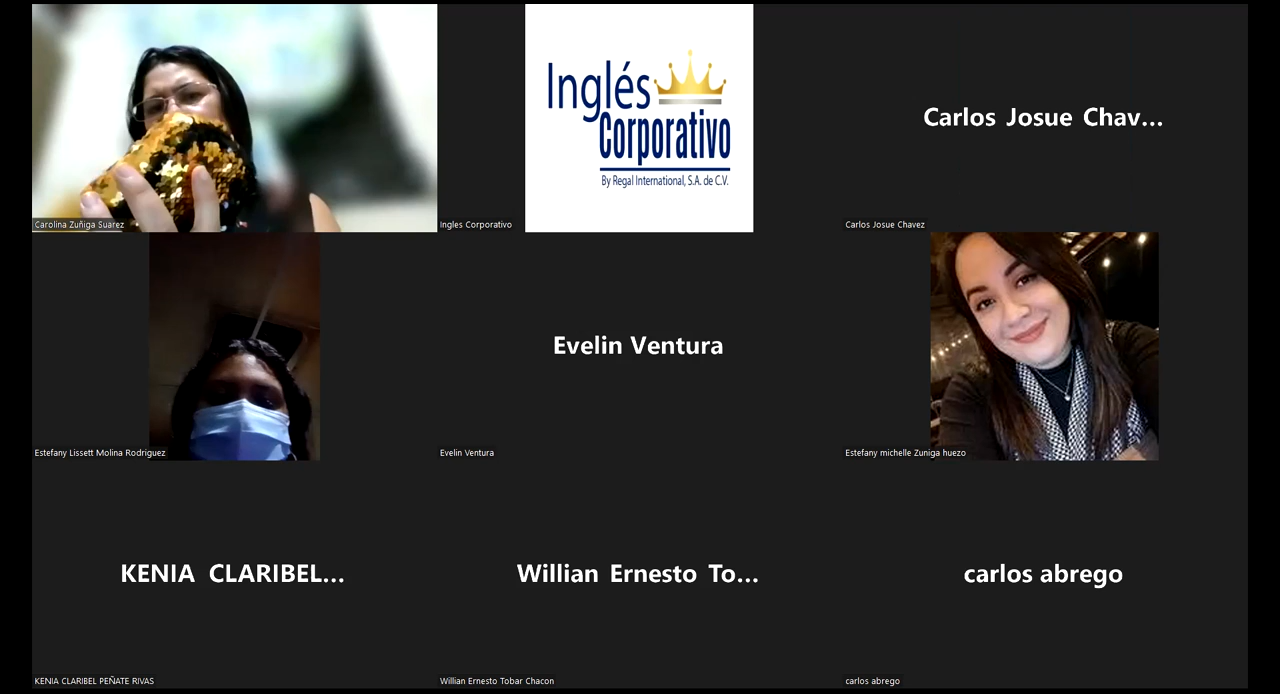 Inglés
Corporativo
By Regal International, S.A. de C.V.
Carlos Josue Chav...
Carolina Zuñiga Suarez
Ingles Corporativo
Carlos Josue Chavez
Evelin Ventura
Estefany Lissett Molina Rodriguez
Evelin Ventura
Estefany michelle Zuniga huezo
KENIA CLARIBEL...
Willian Ernesto To...
carlos abrego
KENIA CLARIBEL PEÑATE RIVAS
Willian Ernesto Tobar Chacon
carlos abrego